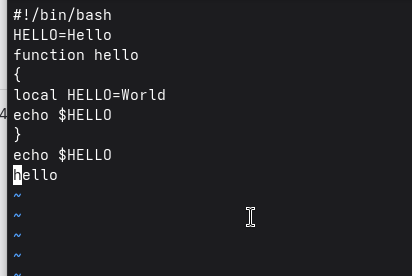 #!/bin/bash
HELLO=Hello
function hello
{
local HELLO=World
echo $HELLO
}
echo $HELLO
hello
~
~
~
~
~